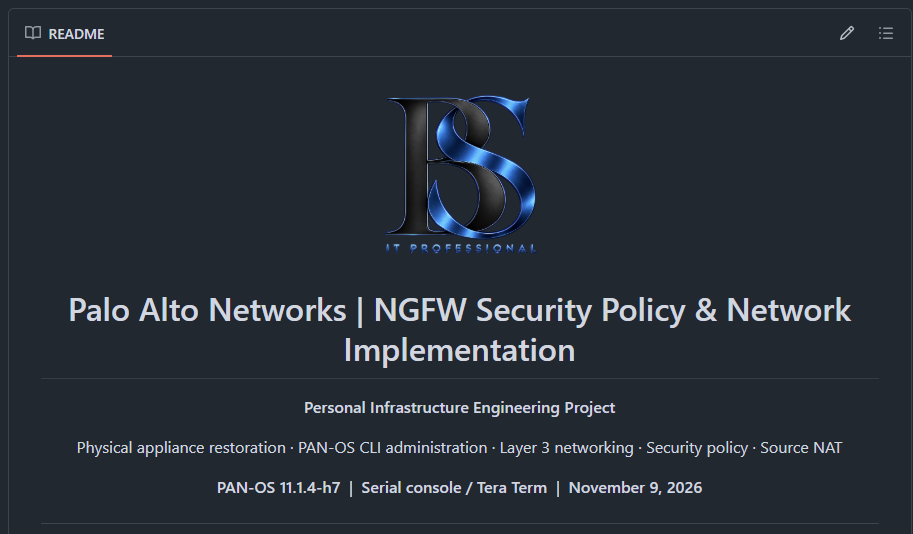 README
BS
IT PROFESSIONAL
Palo Alto Networks | NGFW Security Policy & Network
Implementation
Personal Infrastructure Engineering Project
Physical appliance restoration · PAN-OS CLI administration · Layer 3 networking · Security policy · Source NAT
PAN-OS 11.1.4-h7 | Serial console / Tera Term | November 9, 2026